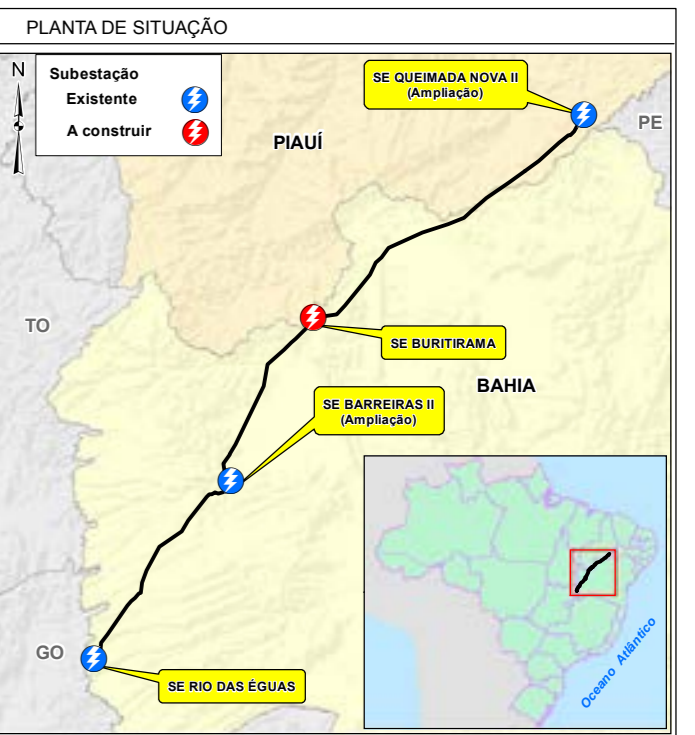 PLANTA DE SITUAÇÃO
N
Subestação
Existente
A construir
SE QUEIMADA NOVA II
(Ampliação)
PE
PIAUÍ
TO
SE BURITIRAMA
BAHIA
SE BARREIRAS II
(Ampliação)
GO
SE RIO DAS ÉGUAS
Oceano Atlântico